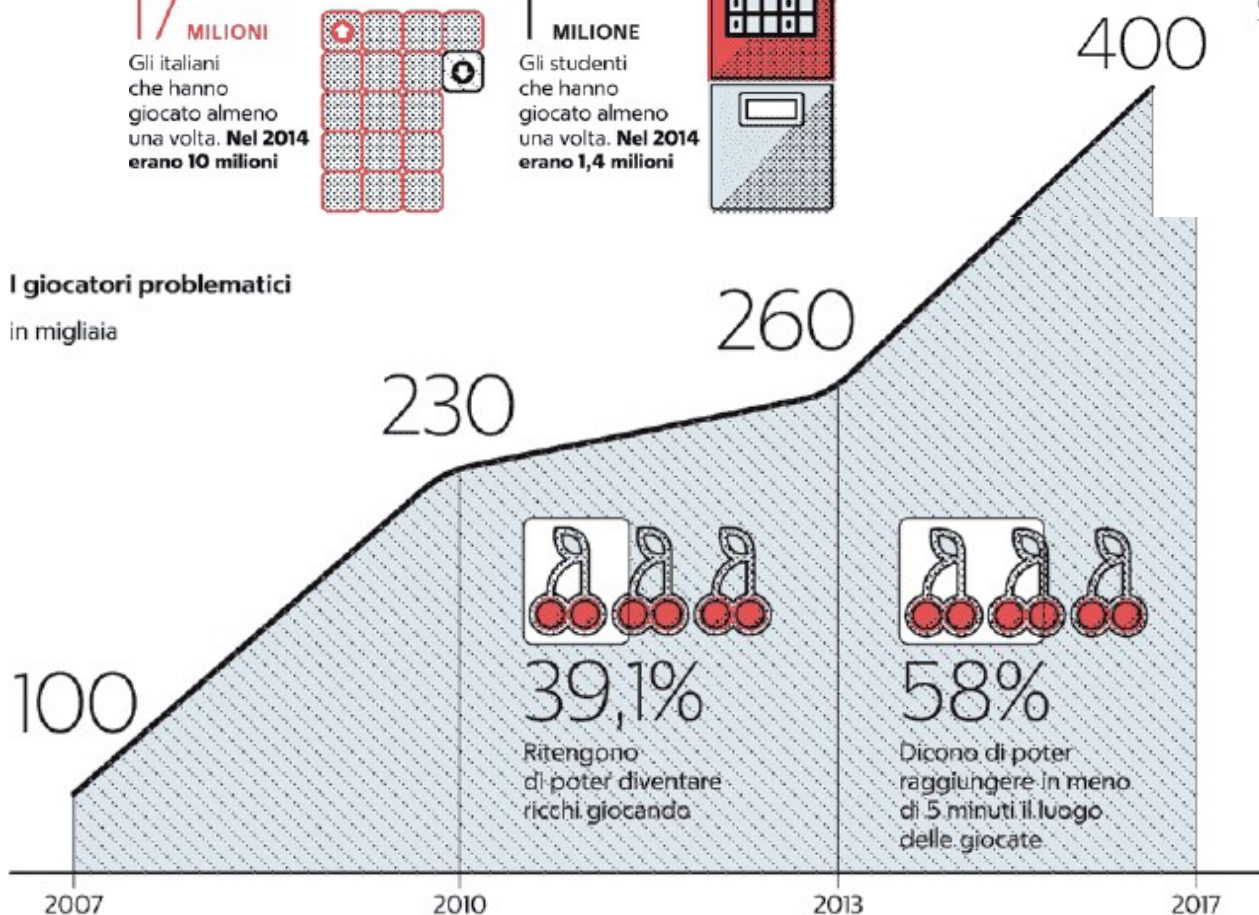 17 MILIONI
Gli italiani
che hanno
giocato almeno
una volta. Nel 2014
erano 10 milioni
1 MILIONE
Gli studenti
che hanno
giocato almeno
una volta. Nel 2014
erano 1,4 milioni
I giocatori problematici
in migliaia
100
230
260
400
39,1%
Ritengono
di poter diventare
ricchi giocando
58%
Dicono di poter
raggiungere in meno
di 5 minuti il luogo
delle giocate
2007
2010
2013
2017